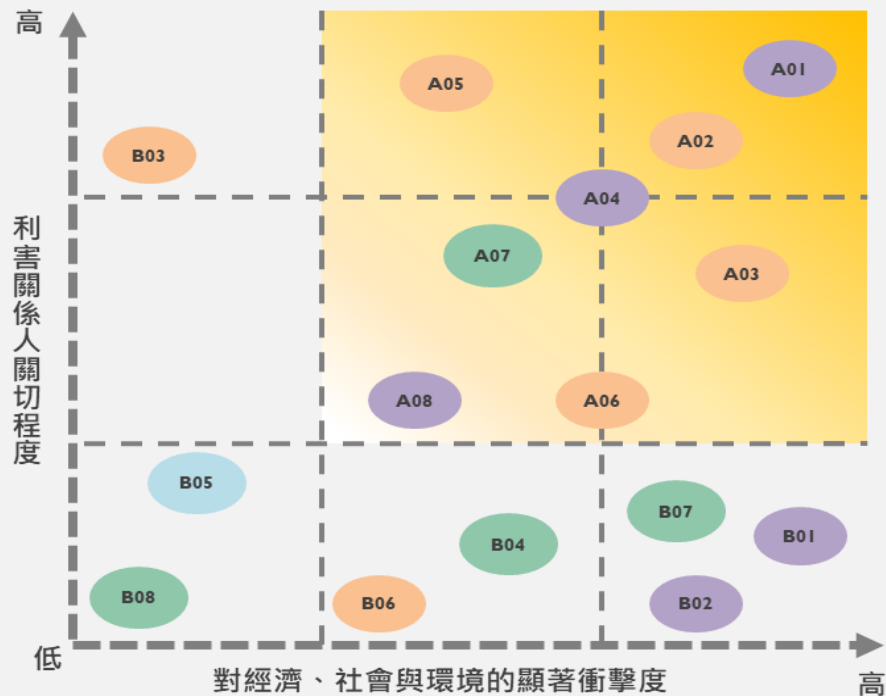 高
A01
A05
A02
B03
A04
A07
A03
A08
A06
利害關係人關切程度
B05
B07
B01
B04
B08
B06
B02
低
對經濟、社會與環境的顯著衝擊度
高